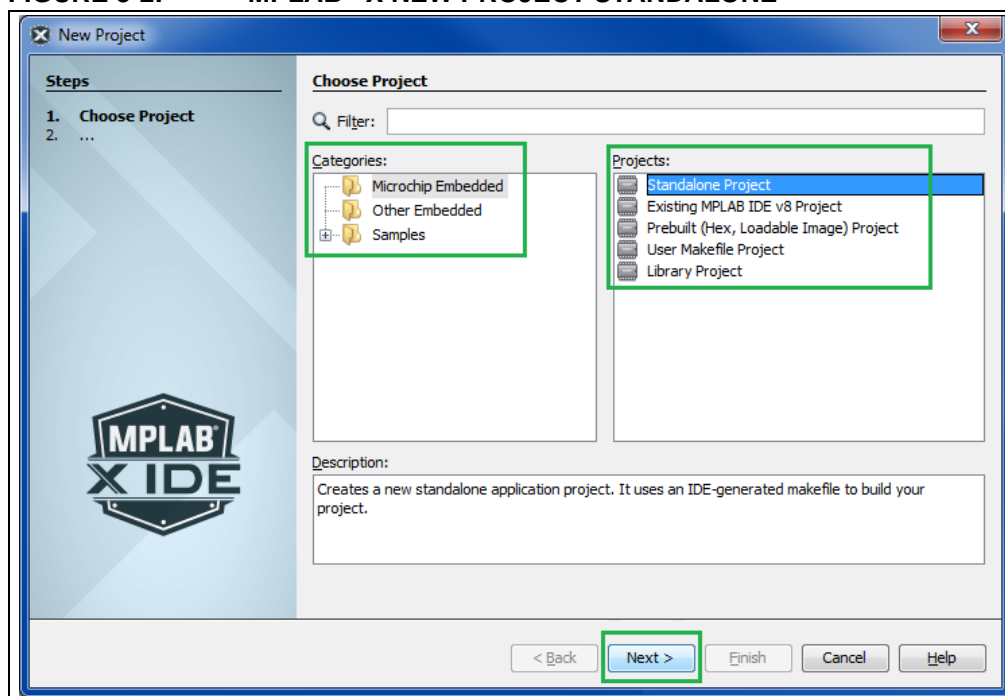 New Project
x
Steps
1. Choose Project
2. ...
Choose Project
Filter:
Categories:
Microchip Embedded
Other Embedded
Samples
Projects:
Standalone Project
Existing MPLAB IDE v8 Project
Prebuilt (Hex, Loadable Image) Project
User Makefile Project
Library Project
MPLAB®
X IDE
Description:
Creates a new standalone application project. It uses an IDE-generated makefile to build your
project.
< Back Next > Finish Cancel Help